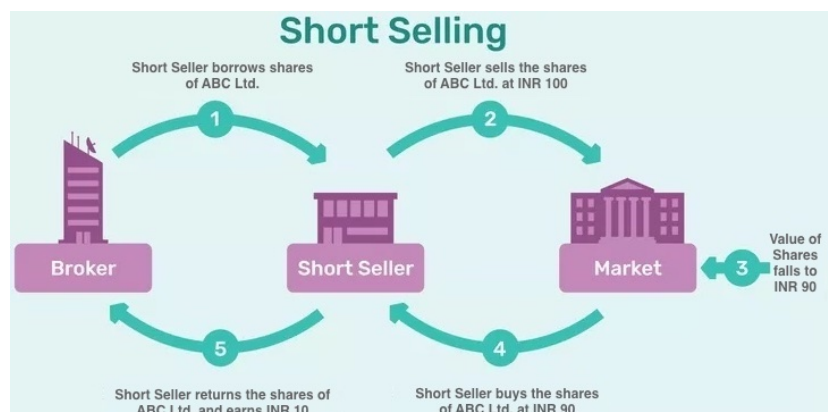 Short Selling
Short Seller borrows shares
of ABC Ltd.
Short Seller sells the shares
of ABC Ltd. at INR 100
1
2
Broker
Short Seller
Market
3
Value of
Shares
falls to
INR 90
5
4
Short Seller returns the shares of
ABC Ltd. and earns INR 10
Short Seller buys the shares
of ABC Ltd. at INR 90